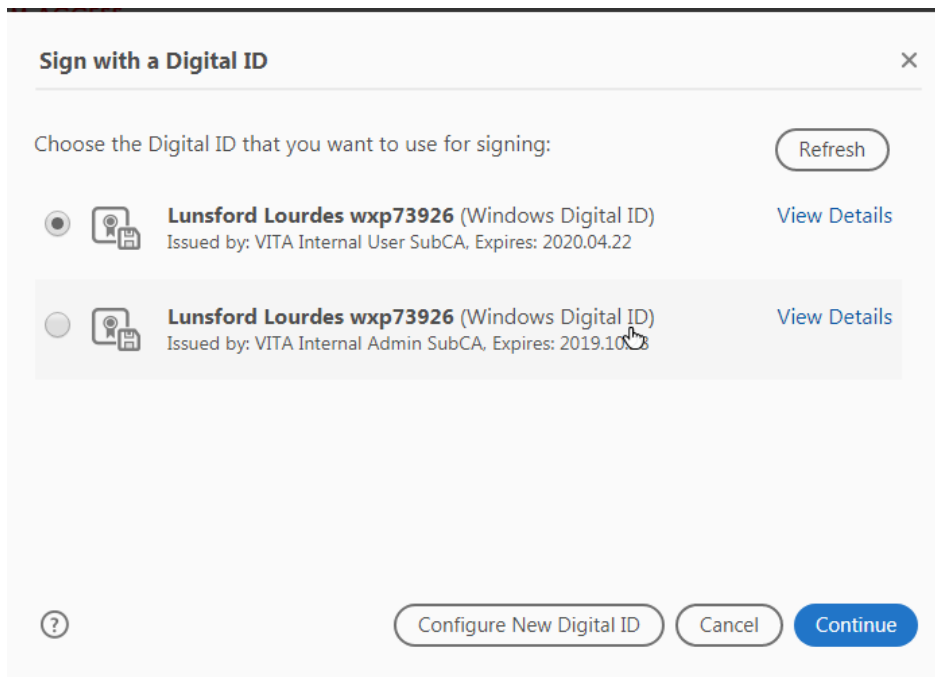 Sign with a Digital ID
Choose the Digital ID that you want to use for signing:
Refresh
Lunsford Lourdes wxp73926 (Windows Digital ID)
View Details
Issued by: VITA Internal User SubCA, Expires: 2020.04.22
Lunsford Lourdes wxp73926 (Windows Digital ID)
View Details
Issued by: VITA Internal Admin SubCA, Expires:
Configure New Digital ID
Cancel
Continue